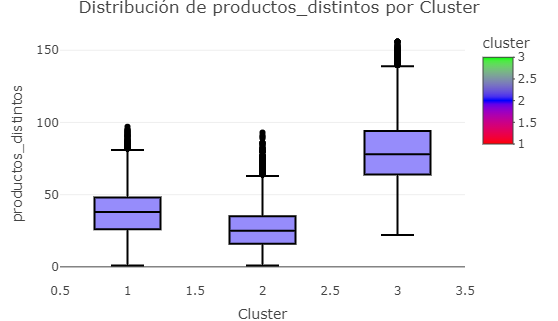 Distribución de productos_distintos por Cluster
productos_distintos
150
100
50
0
0.5 1 1.5 2 2.5 3 3.5
Cluster
cluster
3
2.5
2
1.5
1